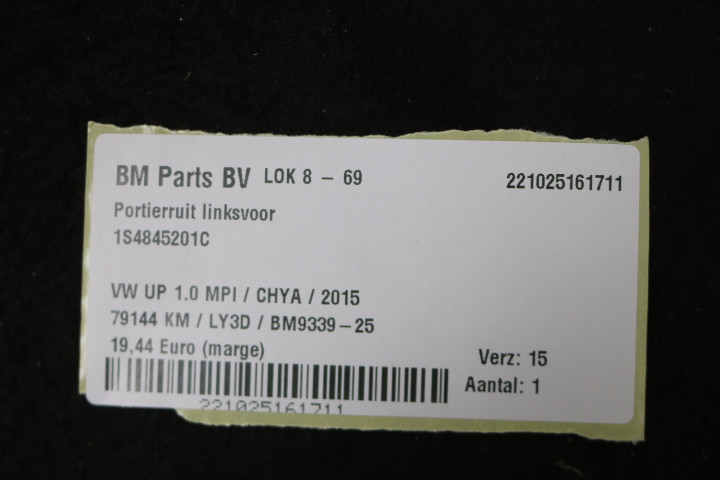 BM Parts BV LOK 8 - 69 221025161711
Portierruit linksvoor
1S4845201C
VW UP 1.0 MPI / CHYA / 2015
79144 KM / LY3D / BM9339-25
19,44 Euro (marge)
Verz: 15
Aantal: 1
221025161711